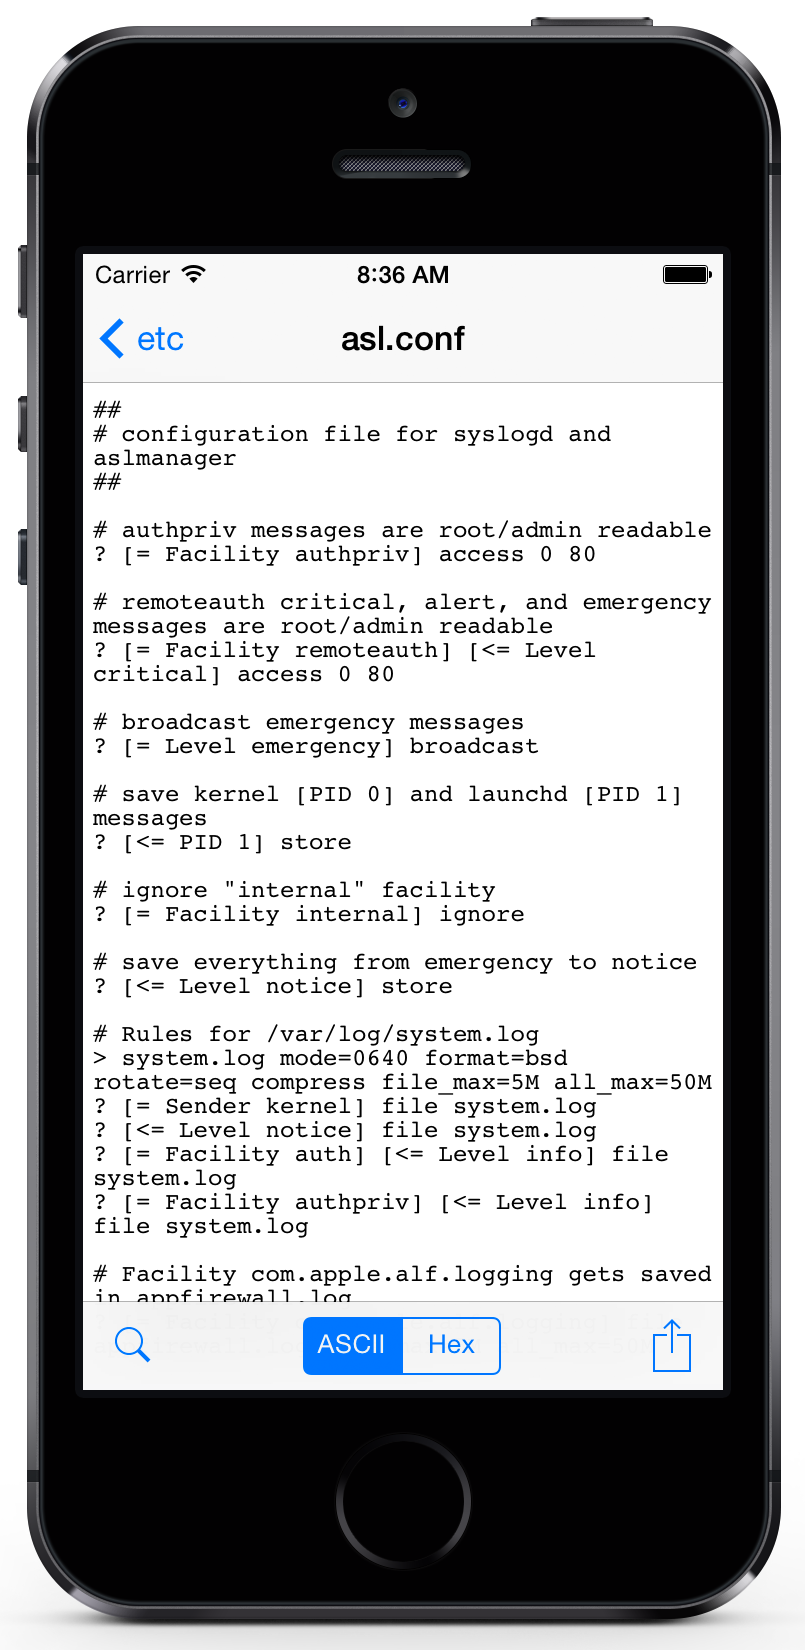 Carrier 8:36 AM
etc asl.conf
##
# configuration file for syslogd and
aslmanager
##
# authpriv messages are root/admin readable
? [= Facility authpriv] access 0 80
# remoteauth critical, alert, and emergency
messages are root/admin readable
? [= Facility remoteauth] [<= Level
critical] access 0 80
# broadcast emergency messages
? [= Level emergency] broadcast
# save kernel [PID 0] and launchd [PID 1]
messages
? [<= PID 1] store
# ignore "internal" facility
? [= Facility internal] ignore
# save everything from emergency to notice
? [<= Level notice] store
# Rules for /var/log/system.log
> system.log mode=0640 format=bsd
rotate=seq compress file_max=5M all_max=50M
? [= Sender kernel] file system.log
? [<= Level notice] file system.log
? [= Facility auth] [<= Level info] file
system.log
? [= Facility authpriv] [<= Level info]
file system.log
# Facility com.apple.alf.logging gets saved
in appfirewall.log
ASCII Hex